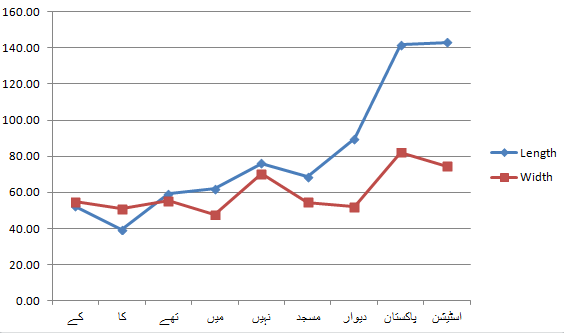 160.00
140.00
120.00
100.00
80.00
60.00
40.00
20.00
0.00
کے
کا
تھے
میں
نہیں
مسجد
دیوار
پاکستان
اسٹیشن
Length
Width